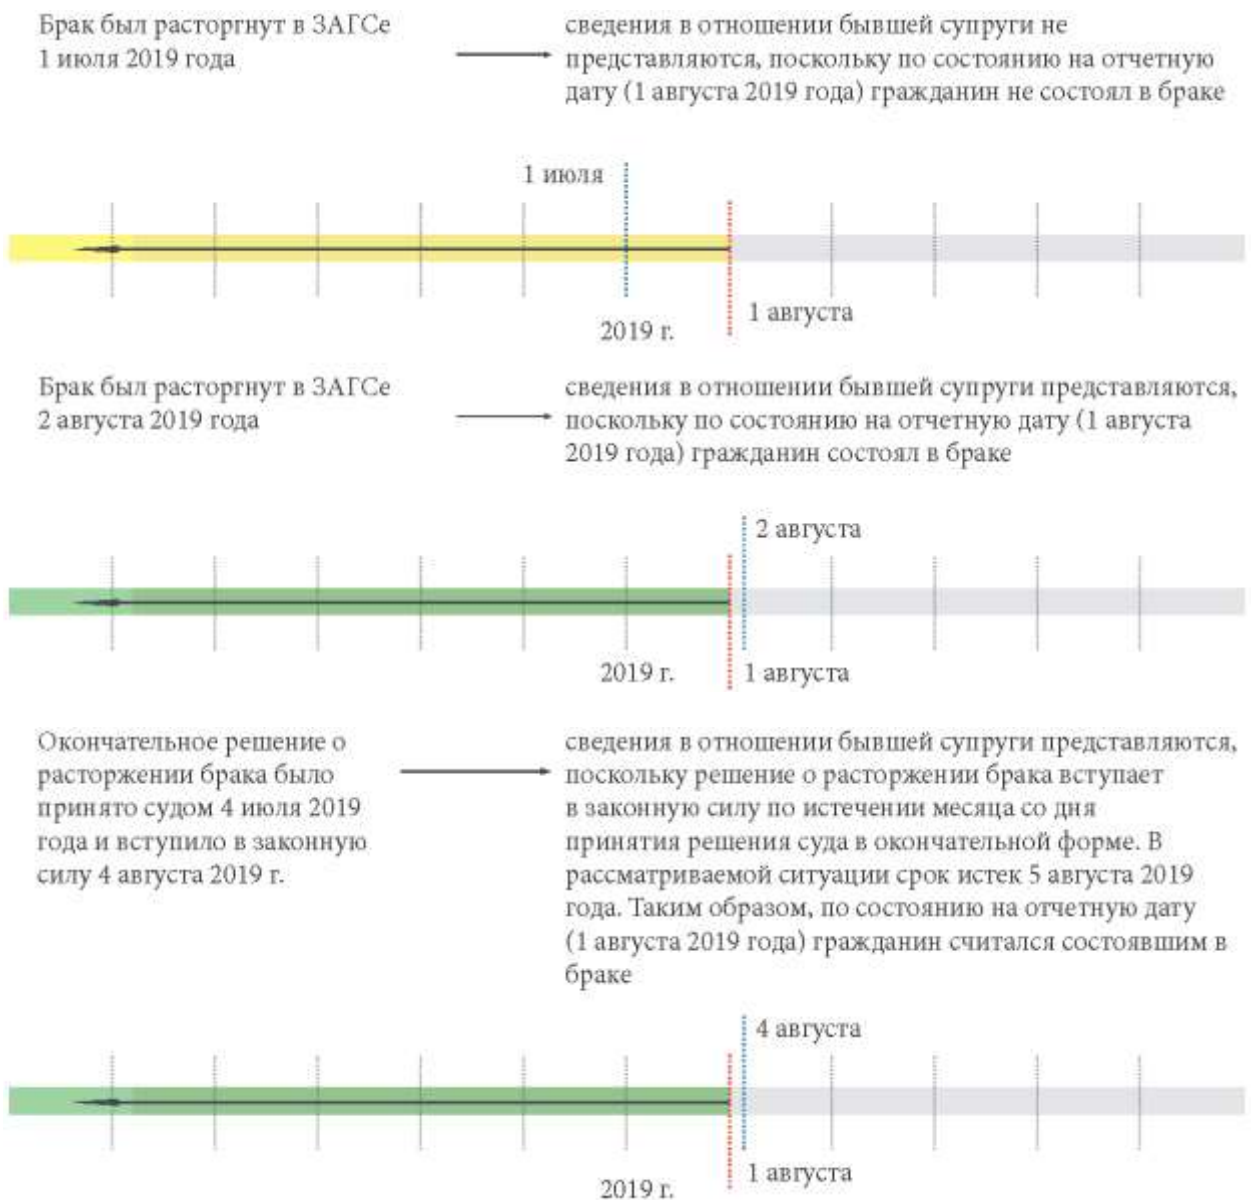 Брак был расторгнут в ЗАГСе
1 июля 2019 года
сведения в отношении бывшей супруги не
представляются, поскольку по состоянию на отчетную
дату (1 августа 2019 года) гражданин не состоял в браке
1 июля
2019 г.
1 августа
Брак был расторгнут в ЗАГСе
2 августа 2019 года
сведения в отношении бывшей супруги представляются,
поскольку по состоянию на отчетную дату (1 августа
2019 года) гражданин состоял в браке
2 августа
2019 г.
1 августа
Окончательное решение о
расторжении брака было
принято судом 4 июля 2019
года и вступило в законную
силу 4 августа 2019 г.
сведения в отношении бывшей супруги представляются,
поскольку решение о расторжении брака вступает
в законную силу по истечении месяца со дня
принятия решения суда в окончательной форме. В
рассматриваемой ситуации срок истек 5 августа 2019
года. Таким образом, по состоянию на отчетную дату
(1 августа 2019 года) гражданин считался состоявшим в
браке
4 августа
2019 г.
1 августа